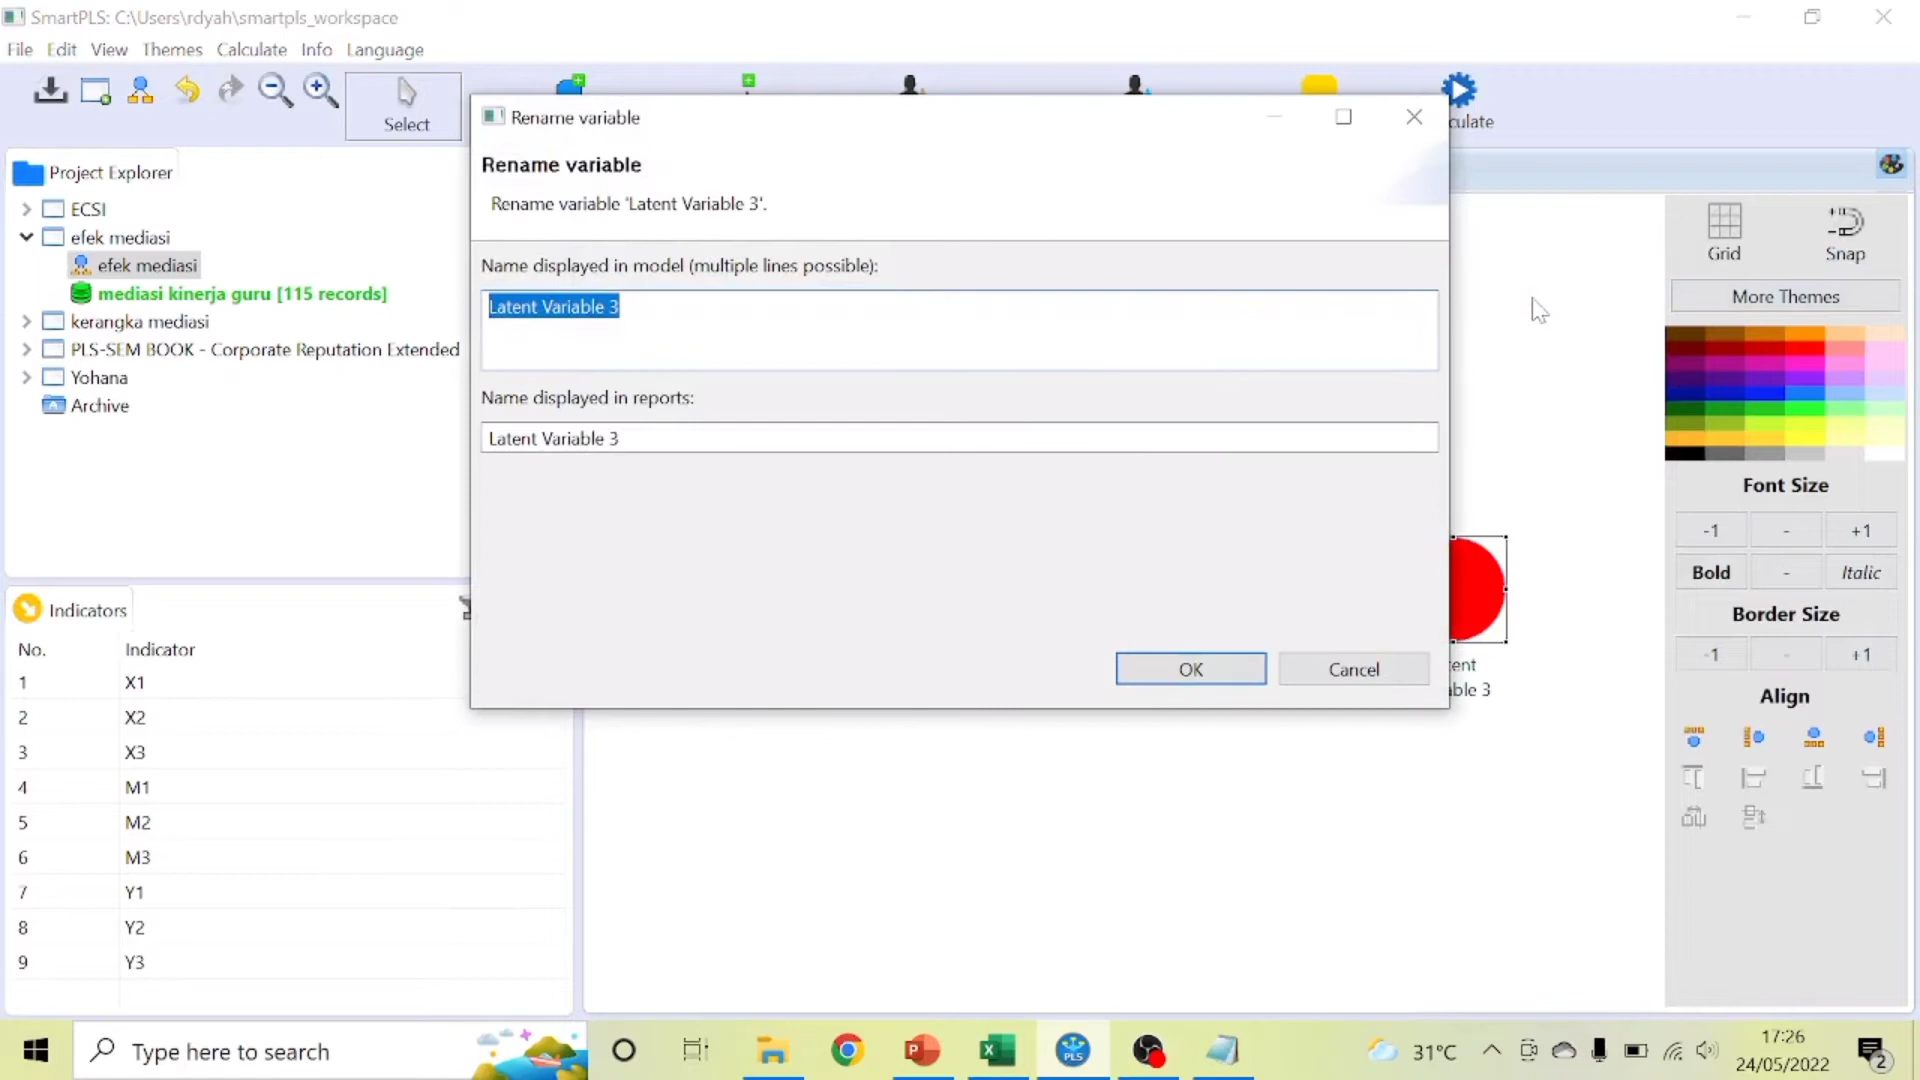 SmartPLS: C:\Users\rdyah\smartpls_workspace
File Edit View Themes Calculate Info Language
Select
culate
Rename variable
Rename variable
Rename variable 'Latent Variable 3'.
Name displayed in model (multiple lines possible):
Latent Variable 3
Name displayed in reports:
Latent Variable 3
OK Cancel
Project Explorer
ECSI
efek mediasi
efek mediasi
mediasi kinerja guru [115 records]
kerangka mediasi
PLS-SEM BOOK - Corporate Reputation Extended
Yohana
Archive
Indicators
No. Indicator
1 X1
2 X2
3 X3
4 M1
5 M2
6 M3
7 Y1
8 Y2
9 Y3
ent
ble 3
Grid Snap
More Themes
Font Size
-1 - +1
Bold - Italic
Border Size
-1 - +1
Align
Type here to search
PLS
31°C
17:26
24/05/2022
2